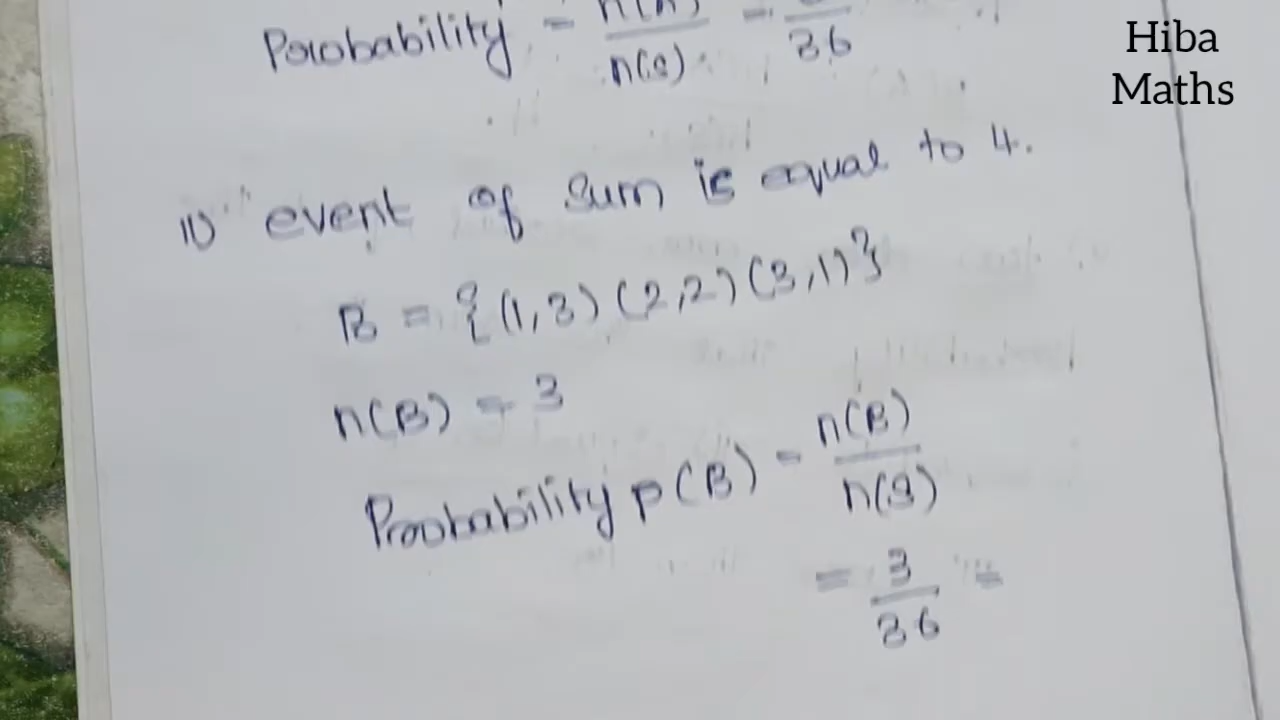 Probability = n(A)/n(S) = /36
Hiba
Maths
ii) event of sum is equal to 4.
B = {(1,3) (2,2) (3,1)}
n(B) = 3
Probability p(B) = n(B)/n(S)
= 3/36 =